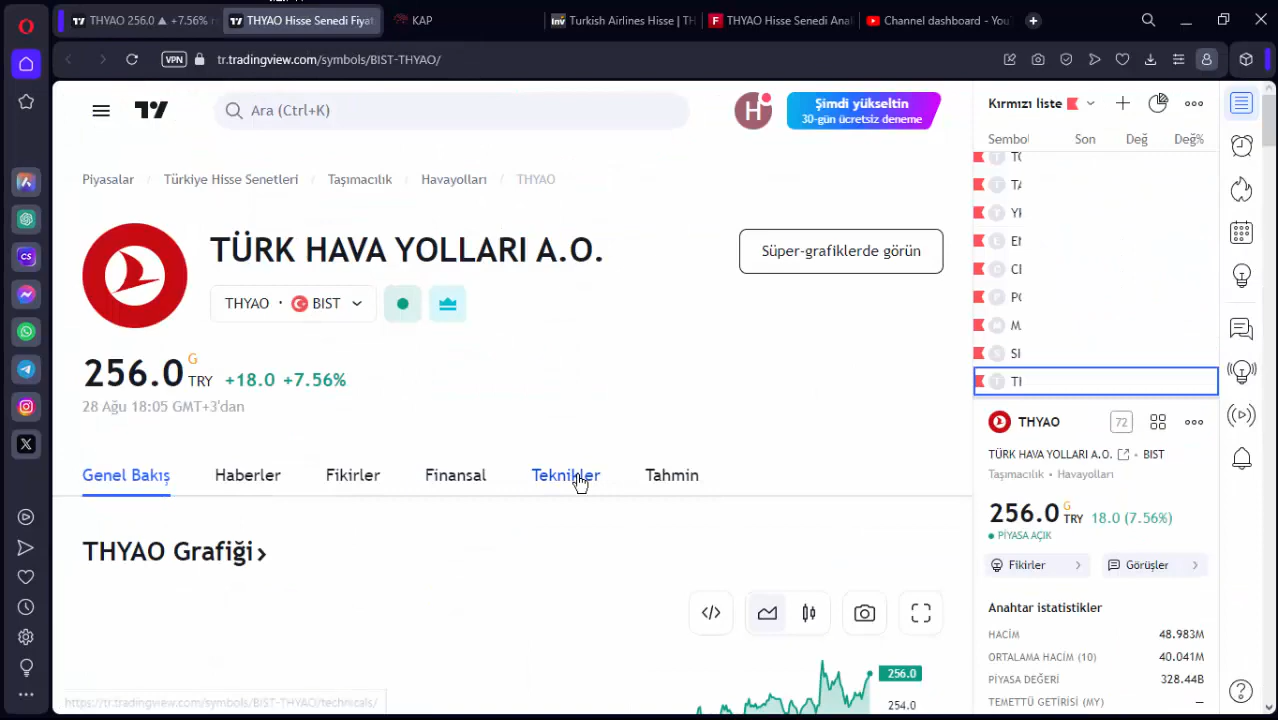 THYAO 256.0 ▲ +7.56%
THYAO Hisse Senedi Fiyat
KAP
Turkish Airlines Hisse | TH
THYAO Hisse Senedi Anal
Channel dashboard - You
VPN
tr.tradingview.com/symbols/BIST-THYAO/
Ara (Ctrl+K)
H
Şimdi yükseltin
30-gün ücretsiz deneme
Piyasalar / Türkiye Hisse Senetleri / Taşımacılık / Havayolları / THYAO
TÜRK HAVA YOLLARI A.O.
Süper-grafiklerde görün
THYAO · BIST
256.0 G TRY +18.0 +7.56%
28 Ağu 18:05 GMT+3'dan
Genel Bakış Haberler Fikirler Finansal Teknikler Tahmin
THYAO Grafiği ›
256.0
254.0
https://tr.tradingview.com/symbols/BIST-THYAO/technicals/
Kırmızı liste
Sembol Son Değ Değ%
TA
EN
THYAO 72
TÜRK HAVA YOLLARI A.O. • BIST
Taşımacılık • Havayolları
256.0 G TRY 18.0 (7.56%)
PİYASA AÇIK
Fikirler Görüşler
Anahtar istatistikler
HACİM 48.983M
ORTALAMA HACİM (10) 40.041M
PİYASA DEĞERİ 328.44B
TEMETTÜ GETİRİSİ (MY) —